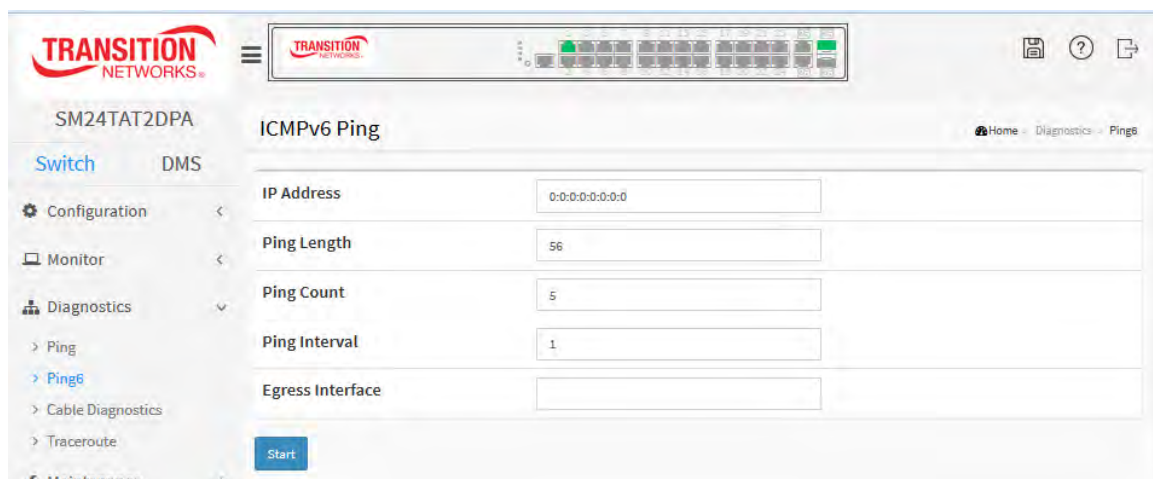 TRANSITION
NETWORKS®
TRANSITION
NETWORKS
SM24TAT2DPA
Switch DMS
Configuration
Monitor
Diagnostics
> Ping
> Ping6
> Cable Diagnostics
> Traceroute
ICMPv6 Ping
Home Diagnostics Ping6
IP Address 0:0:0:0:0:0:0:0
Ping Length 56
Ping Count 5
Ping Interval 1
Egress Interface
Start